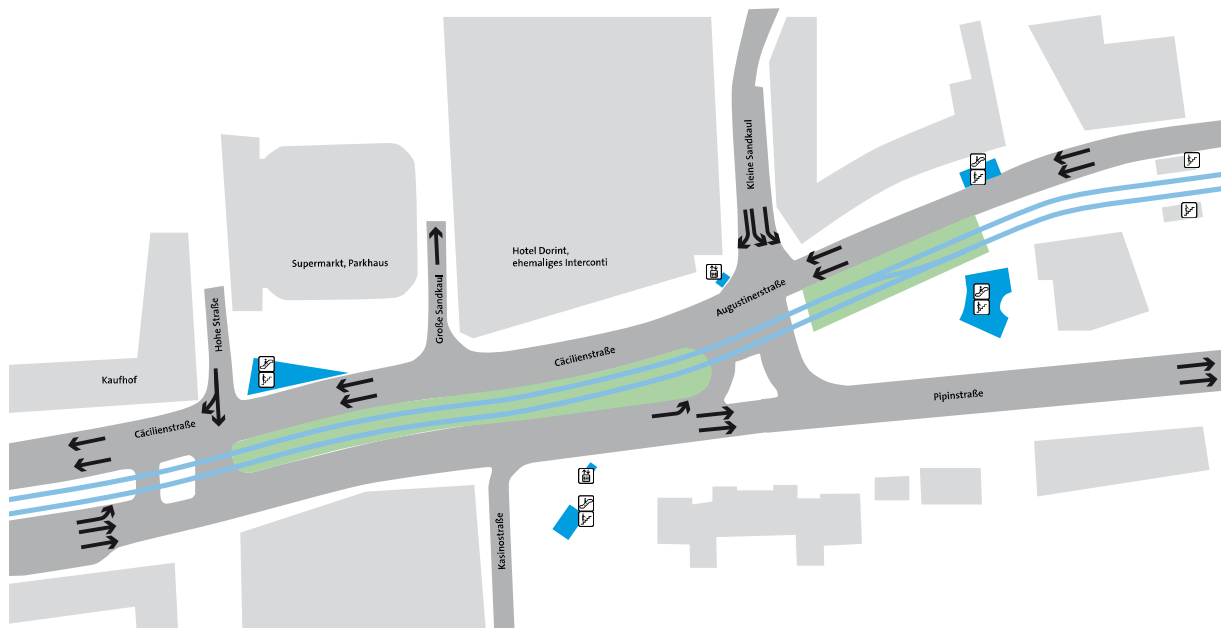 Kleine Sandkaul
Hotel Dorint,
ehemaliges Interconti
Supermarkt, Parkhaus
Große Sandkaul
Hohe Straße
Augustinerstraße
Cäcilienstraße
Kaufhof
Pipinstraße
Cäcilienstraße
Kasinostraße